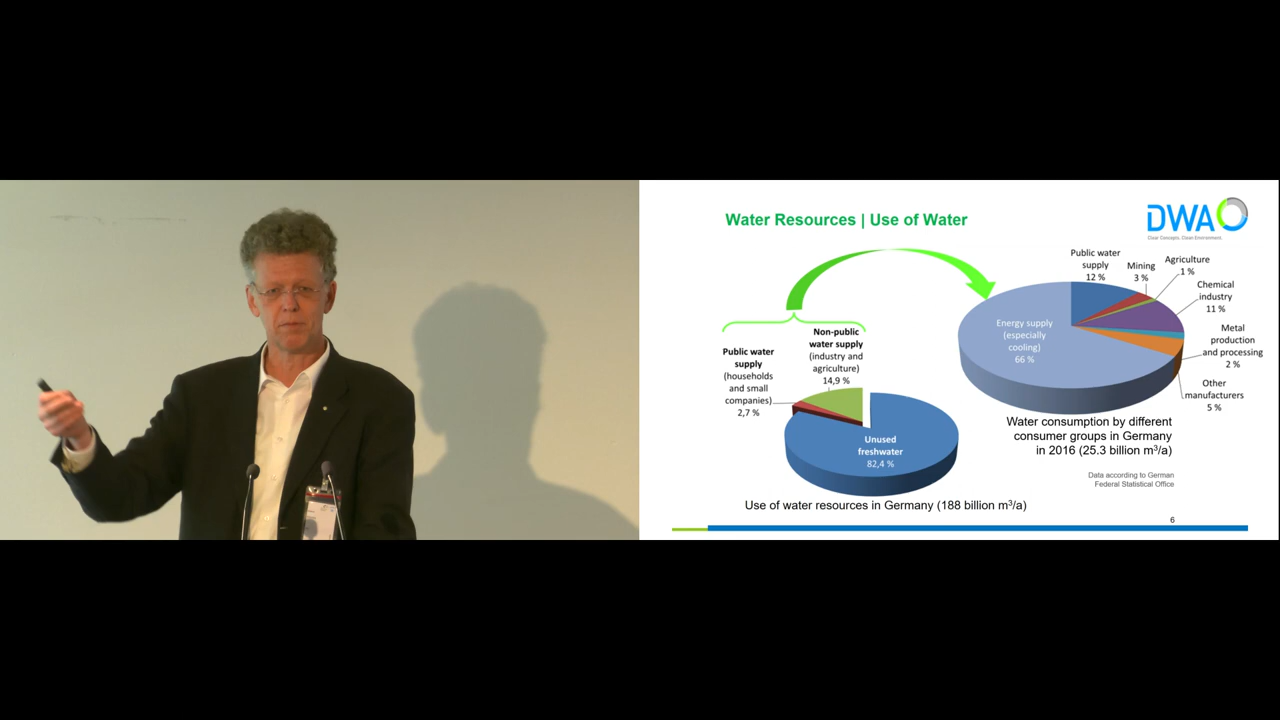 Water Resources | Use of Water
DWA
Clear Concepts. Clean Environment.
Public water
supply
12 %
Mining
3 %
Agriculture
1 %
Chemical
industry
11 %
Metal
production
and processing
2 %
Other
manufacturers
5 %
Energy supply
(especially
cooling)
66 %
Non-public
water supply
(industry and
agriculture)
14,9 %
Public water
supply
(households
and small
companies)
2,7 %
Unused
freshwater
82,4 %
Water consumption by different
consumer groups in Germany
in 2016 (25.3 billion m³/a)
Data according to German
Federal Statistical Office
Use of water resources in Germany (188 billion m³/a)
6